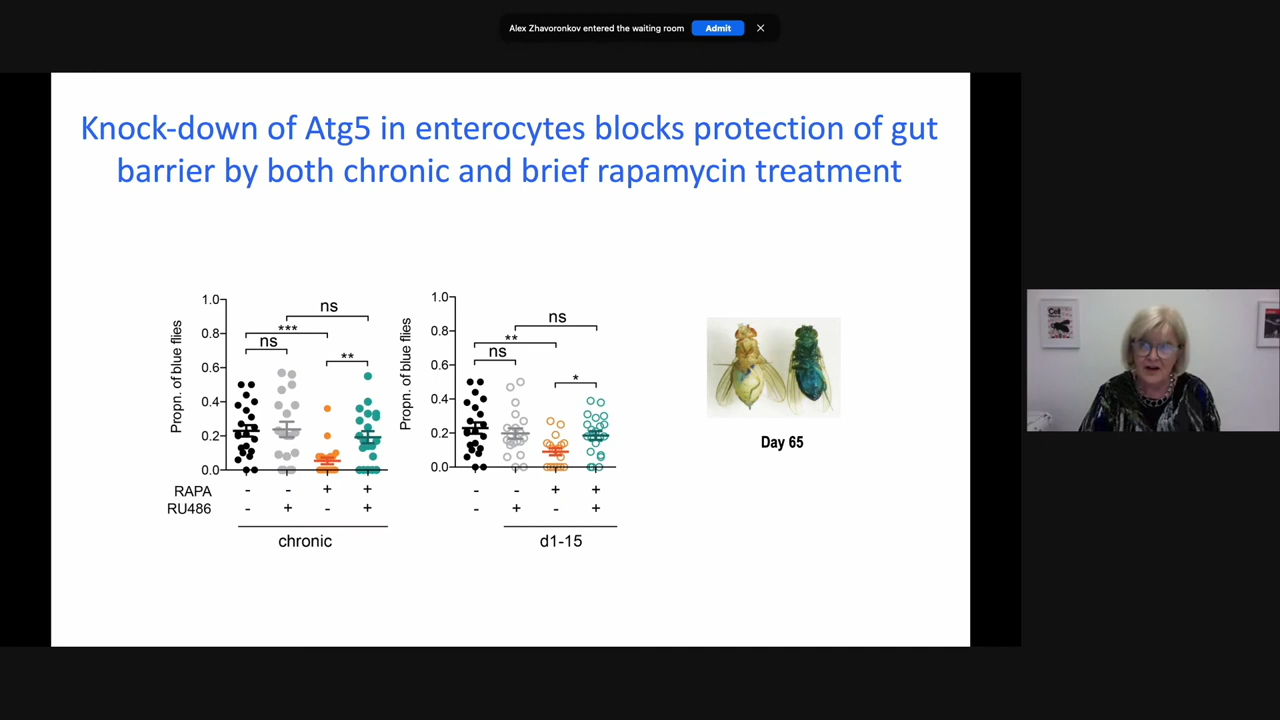 Alex Zhavoronkov entered the waiting room
Admit
Knock-down of Atg5 in enterocytes blocks protection of gut
barrier by both chronic and brief rapamycin treatment
Propn. of blue flies
1.0
0.8
0.6
0.4
0.2
0.0
ns
***
ns
**
RAPA - - + +
RU486 - + - +
chronic
Propn. of blue flies
1.0
0.8
0.6
0.4
0.2
0.0
ns
**
ns
*
- - + +
- + - +
d1-15
Day 65
Cell